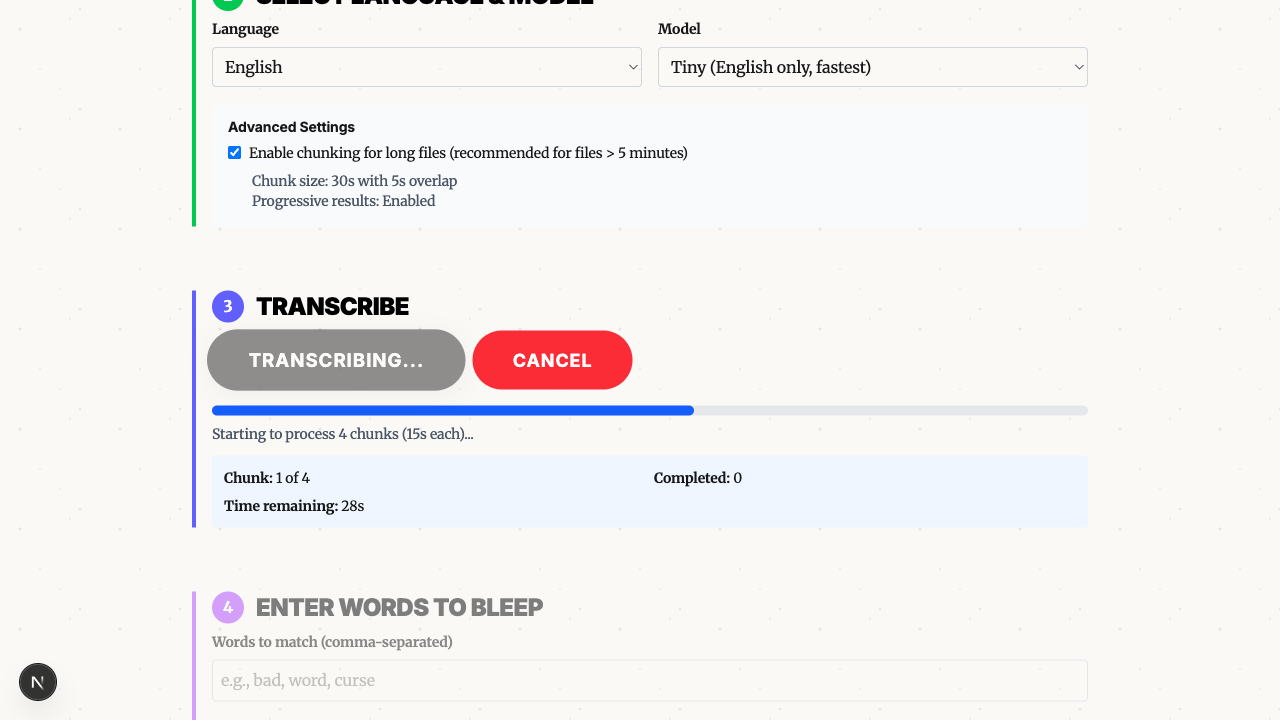 SELECT LANGUAGE & MODEL
Language
Model
English
Tiny (English only, fastest)
Advanced Settings
Enable chunking for long files (recommended for files > 5 minutes)
Chunk size: 30s with 5s overlap
Progressive results: Enabled
3 TRANSCRIBE
TRANSCRIBING...
CANCEL
Starting to process 4 chunks (15s each)...
Chunk: 1 of 4
Completed: 0
Time remaining: 28s
4 ENTER WORDS TO BLEEP
Words to match (comma-separated)
e.g., bad, word, curse
N